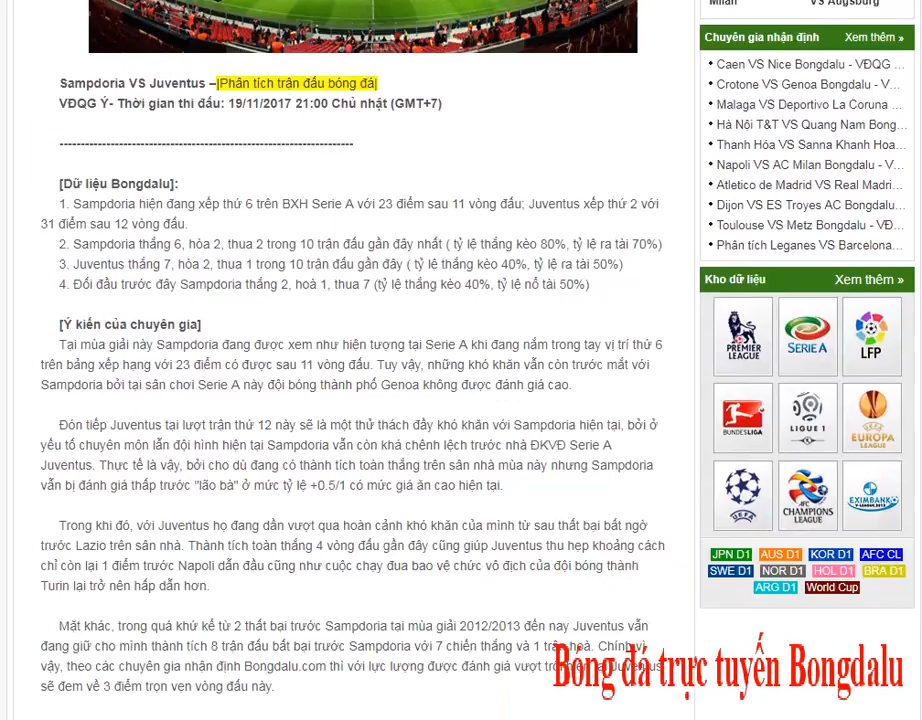 Milan
VS Augsburg
Sampdoria VS Juventus –|Phân tích trận đấu bóng đá|
VĐQG Ý- Thời gian thi đấu: 19/11/2017 21:00 Chủ nhật (GMT+7)
--------------------------------------------------------------------
[Dữ liệu Bongdalu]:
1. Sampdoria hiện đang xếp thứ 6 trên BXH Serie A với 23 điểm sau 11 vòng đấu; Juventus xếp thứ 2 với
31 điểm sau 12 vòng đấu.
2. Sampdoria thắng 6, hòa 2, thua 2 trong 10 trận đấu gần đây nhất ( tỷ lệ thắng kèo 80%, tỷ lệ ra tài 70%)
3. Juventus thắng 7, hòa 2, thua 1 trong 10 trận đấu gần đây ( tỷ lệ thắng kèo 40%, tỷ lệ ra tài 50%)
4. Đối đầu trước đây Sampdoria thắng 2, hoà 1, thua 7 (tỷ lệ thắng kèo 40%, tỷ lệ nổ tài 50%)
[Ý kiến của chuyên gia]
Tại mùa giải này Sampdoria đang được xem như hiện tượng tại Serie A khi đang nắm trong tay vị trí thứ 6
trên bảng xếp hạng với 23 điểm có được sau 11 vòng đấu. Tuy vậy, những khó khăn vẫn còn trước mắt với
Sampdoria bởi tại sân chơi Serie A này đội bóng thành phố Genoa không được đánh giá cao.
Đón tiếp Juventus tại lượt trận thứ 12 này sẽ là một thử thách đầy khó khăn với Sampdoria hiện tại, bởi ở
yếu tố chuyên môn lẫn đội hình hiện tại Sampdoria vẫn còn khá chênh lệch trước nhà ĐKVĐ Serie A
Juventus. Thực tế là vậy, bởi cho dù đang có thành tích toàn thắng trên sân nhà mùa này nhưng Sampdoria
vẫn bị đánh giá thấp trước "lão bà" ở mức tỷ lệ +0.5/1 có mức giá ăn cao hiện tại.
Trong khi đó, với Juventus họ đang dần vượt qua hoàn cảnh khó khăn của mình từ sau thất bại bất ngờ
trước Lazio trên sân nhà. Thành tích toàn thắng 4 vòng đấu gần đây cũng giúp Juventus thu hẹp khoảng cách
chỉ còn lại 1 điểm trước Napoli dẫn đầu cũng như cuộc chạy đua bảo vệ chức vô địch của đội bóng thành
Turin lại trở nên hấp dẫn hơn.
Mặt khác, trong quá khứ kể từ 2 thất bại trước Sampdoria tại mùa giải 2012/2013 đến nay Juventus vẫn
đang giữ cho mình thành tích 8 trận đấu bất bại trước Sampdoria với 7 chiến thắng và 1 trận hoà. Chính vì
vậy, theo các chuyên gia nhận định Bongdalu.com thì với lực lượng được đánh giá vượt
sẽ đem về 3 điểm trọn vẹn vòng đấu này.
Chuyên gia nhận định Xem thêm »
Caen VS Nice Bongdalu - VĐQG ...
Crotone VS Genoa Bongdalu - V...
Malaga VS Deportivo La Coruna ...
Hà Nội T&T VS Quang Nam Bong...
Thanh Hóa VS Sanna Khanh Hoa...
Napoli VS AC Milan Bongdalu - V...
Atletico de Madrid VS Real Madri...
Dijon VS ES Troyes AC Bongdalu...
Toulouse VS Metz Bongdalu - VĐ...
Phân tích Leganes VS Barcelona...
Kho dữ liệu Xem thêm »
PREMIER LEAGUE
SERIE A
LFP
BUNDESLIGA
LIGUE 1
UEFA EUROPA LEAGUE
UEFA
AFC CHAMPIONS LEAGUE
EXIMBANK
JPN D1 AUS D1 KOR D1 AFC CL
SWE D1 NOR D1 HOL D1 BRA D1
ARG D1 World Cup
Bóng đá trực tuyến Bongdalu